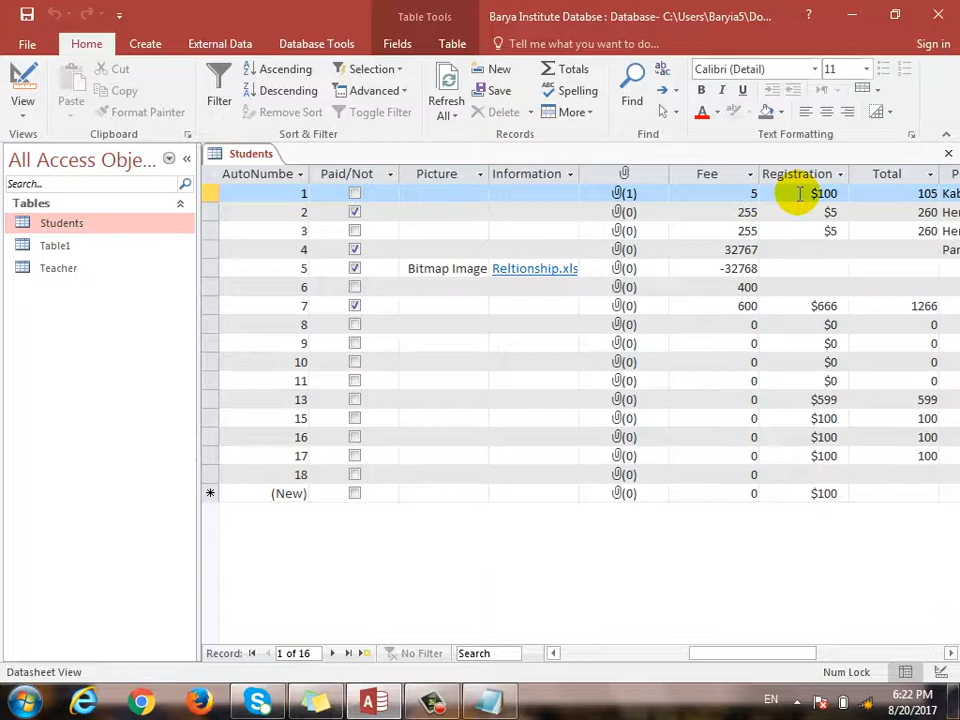 Table Tools
Barya Institute Databse : Database- C:\Users\Baryia5\Do...
?
File
Home
Create
External Data
Database Tools
Fields
Table
Tell me what you want to do...
Sign in
View
Paste
Cut
Copy
Format Painter
Filter
Ascending
Descending
Remove Sort
Selection
Advanced
Toggle Filter
Refresh
All
New
Save
Delete
Totals
Spelling
More
Find
Calibri (Detail)
11
B I U
A
Views
Clipboard
Sort & Filter
Records
Find
Text Formatting
All Access Obje...
Search...
Tables
Students
Table1
Teacher
Students
AutoNumbe Paid/Not Picture Information Fee Registration Total
1 (1) 5 $100 105 Kab
2 (0) 255 $5 260
3 (0) 255 $5 260
4 (0) 32767
5 Bitmap Image Reltionship.xls (0) -32768
6 (0) 400
7 (0) 600 $666 1266
8 (0) 0 $0 0
9 (0) 0 $0 0
10 (0) 0 $0 0
11 (0) 0 $0 0
13 (0) 0 $599 599
15 (0) 0 $100 100
16 (0) 0 $100 100
17 (0) 0 $100 100
18 (0) 0
(New) (0) 0 $100
Record: 1 of 16 No Filter Search
Datasheet View
Num Lock
EN
6:22 PM
8/20/2017